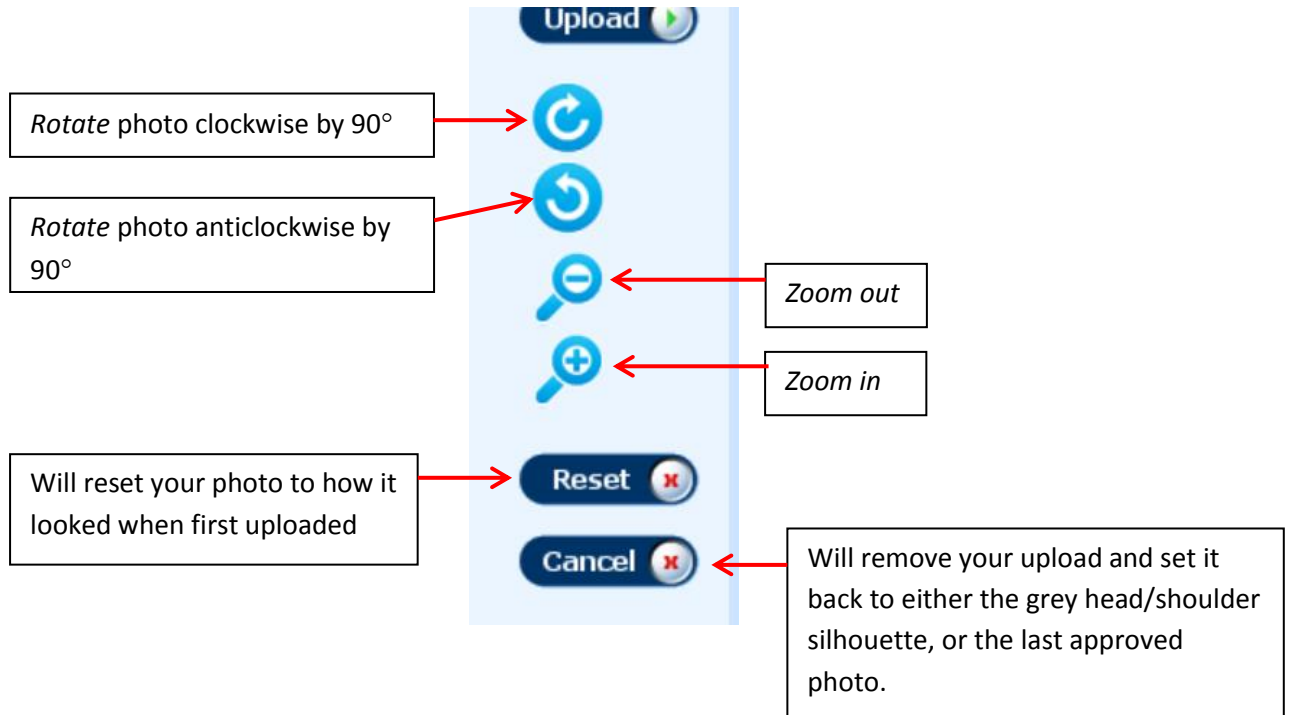 Upload
Rotate photo clockwise by 90°
Rotate photo anticlockwise by
90°
Zoom out
Zoom in
Will reset your photo to how it
looked when first uploaded
Reset
Cancel
Will remove your upload and set it
back to either the grey head/shoulder
silhouette, or the last approved
photo.